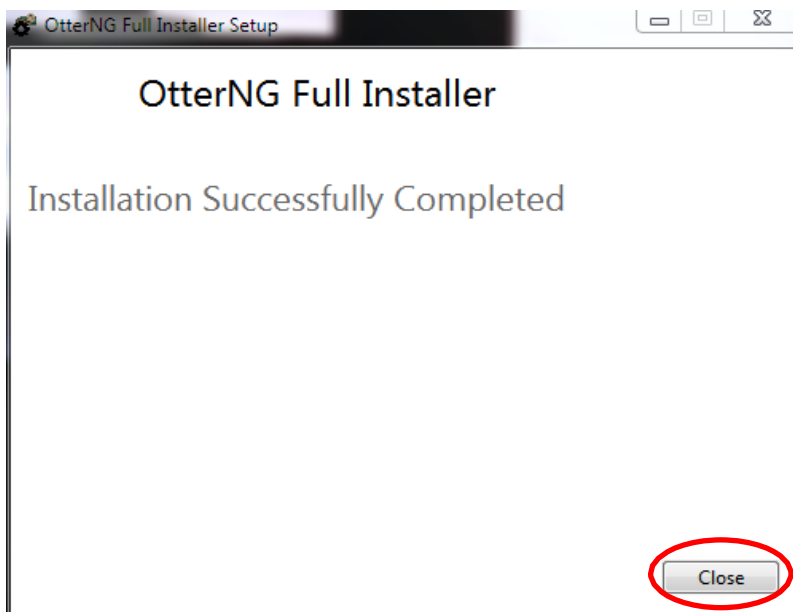 OtterNG Full Installer Setup
OtterNG Full Installer
Installation Successfully Completed
Close